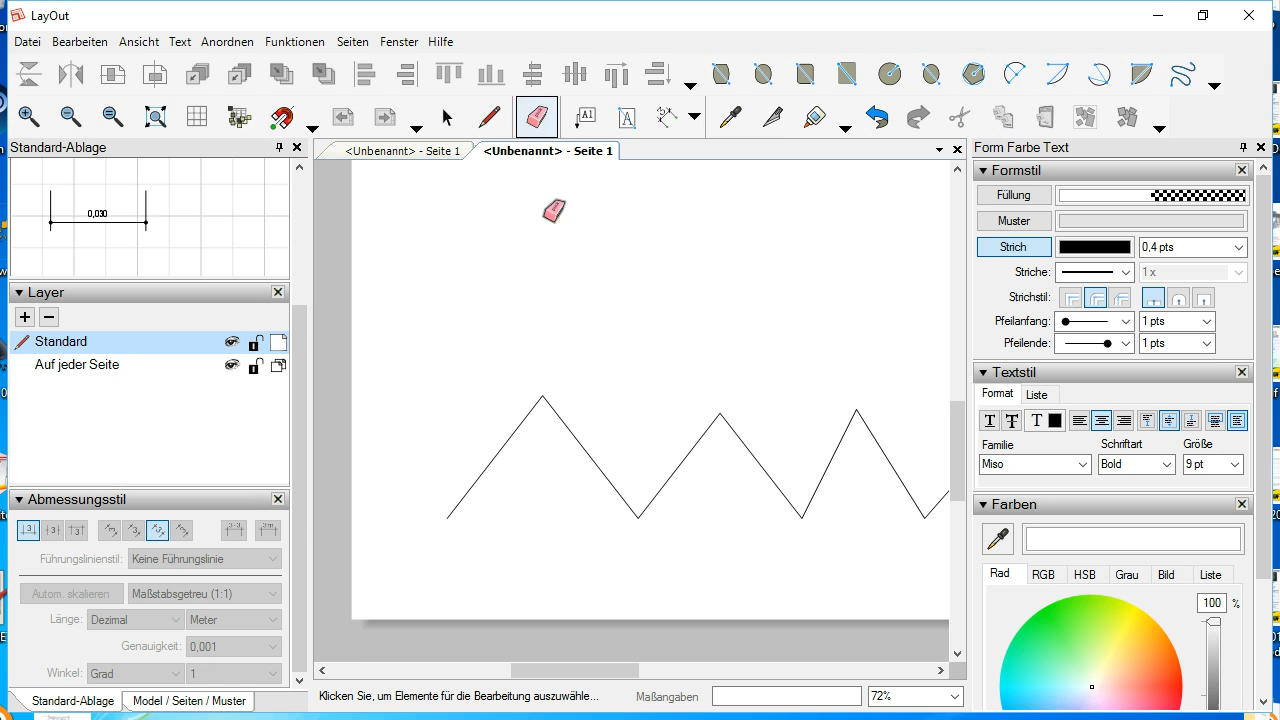 LayOut
Datei Bearbeiten Ansicht Text Anordnen Funktionen Seiten Fenster Hilfe
A1 A
Standard-Ablage
<Unbenannt> - Seite 1 <Unbenannt> - Seite 1
Form Farbe Text
0,030
Layer
Standard
Auf jeder Seite
Abmessungsstil
Führungslinienstil: Keine Führungslinie
Autom. skalieren Maßstabsgetreu (1:1)
Länge: Dezimal Meter
Genauigkeit: 0,001
Winkel: Grad 1
Standard-Ablage Model / Seiten / Muster
Klicken Sie, um Elemente für die Bearbeitung auszuwähle... Maßangaben 72%
Formstil
Füllung
Muster
Strich 0.4 pts
Striche: 1 x
Strichstil:
Pfeilanfang: 1 pts
Pfeilende: 1 pts
Textstil
Format Liste
T T T
Familie Schriftart Größe
Miso Bold 9 pt
Farben
Rad RGB HSB Grau Bild Liste
100 %